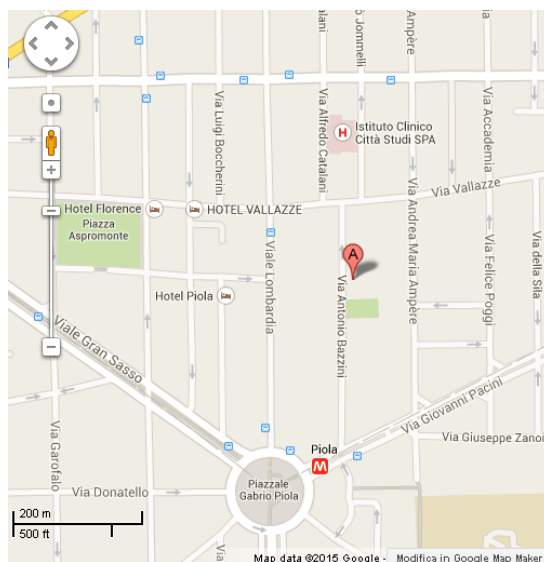 Via Luigi Boccherini
Via Alfredo Catalani
Jommelli
Ampère
H
Istituto Clinico
Città Studi SPA
Via Accademia
Via Vallazze
Hotel Florence
HOTEL VALLAZZE
Piazza
Aspromonte
Viale Lombardia
A
Via Andrea Maria Ampère
Via Felice Poggi
Via della Sila
Hotel Piola
Via Antonio Bazzini
Viale Gran Sasso
Via Giovanni Pacini
Via Garofalo
Piola
M
Via Giuseppe Zanoi
Piazzale
Gabrio Piola
Via Donatello
200 m
500 ft
Map data ©2015 Google -
Modifica in Google Map Maker